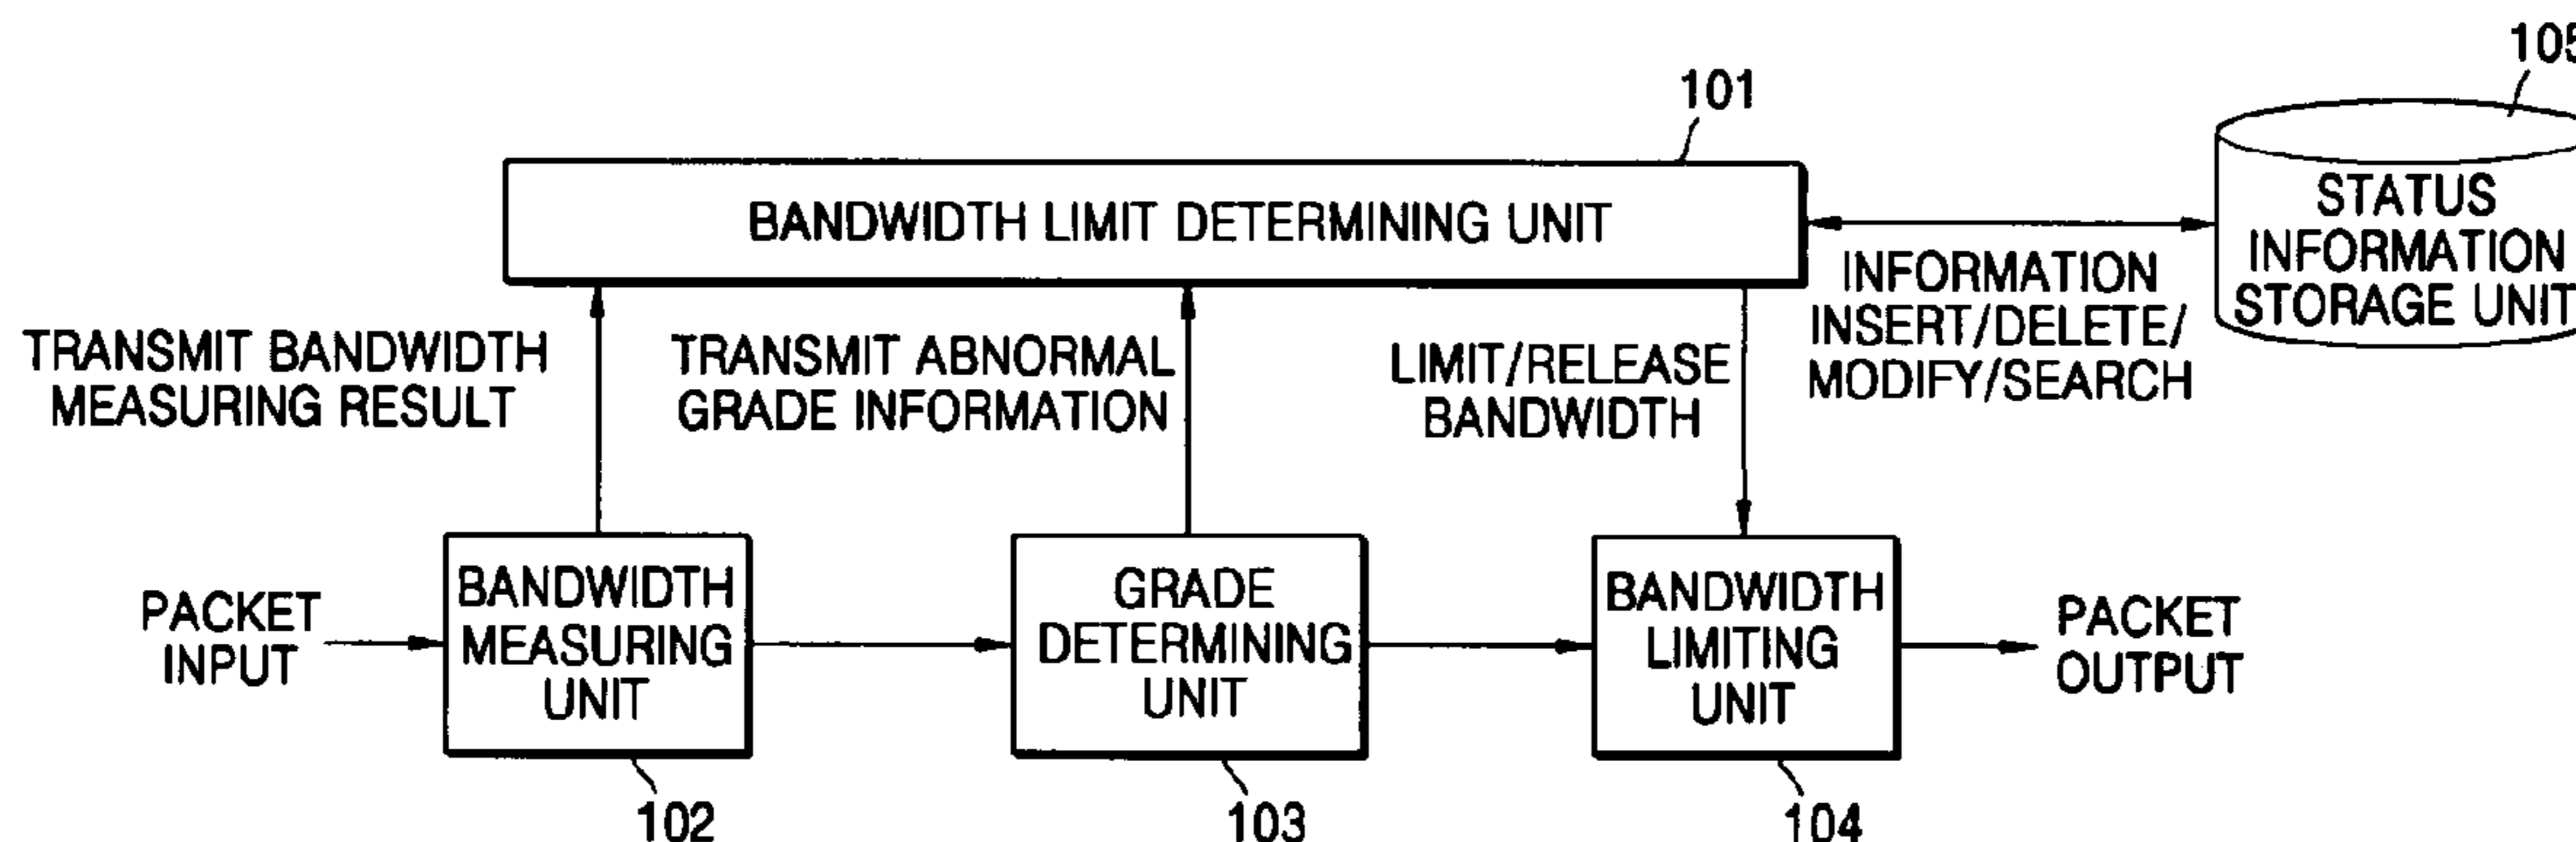 105
101
BANDWIDTH LIMIT DETERMINING UNIT
STATUS
INFORMATION
STORAGE UNIT
INFORMATION
INSERT/DELETE/
MODIFY/SEARCH
TRANSMIT BANDWIDTH
MEASURING RESULT
TRANSMIT ABNORMAL
GRADE INFORMATION
LIMIT/RELEASE
BANDWIDTH
PACKET
INPUT
BANDWIDTH
MEASURING
UNIT
GRADE
DETERMINING
UNIT
BANDWIDTH
LIMITING
UNIT
PACKET
OUTPUT
102
103
104